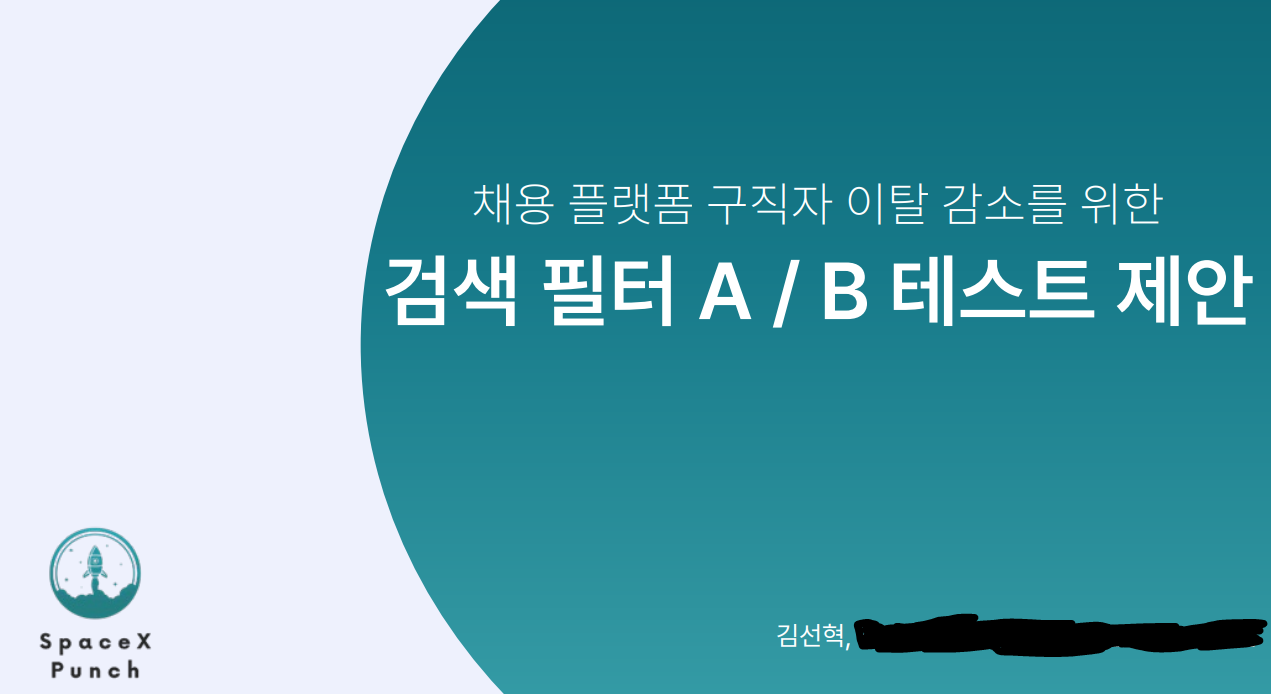 채용 플랫폼 구직자 이탈 감소를 위한
검색 필터 A / B 테스트 제안
김선혁,
SpaceX
Punch